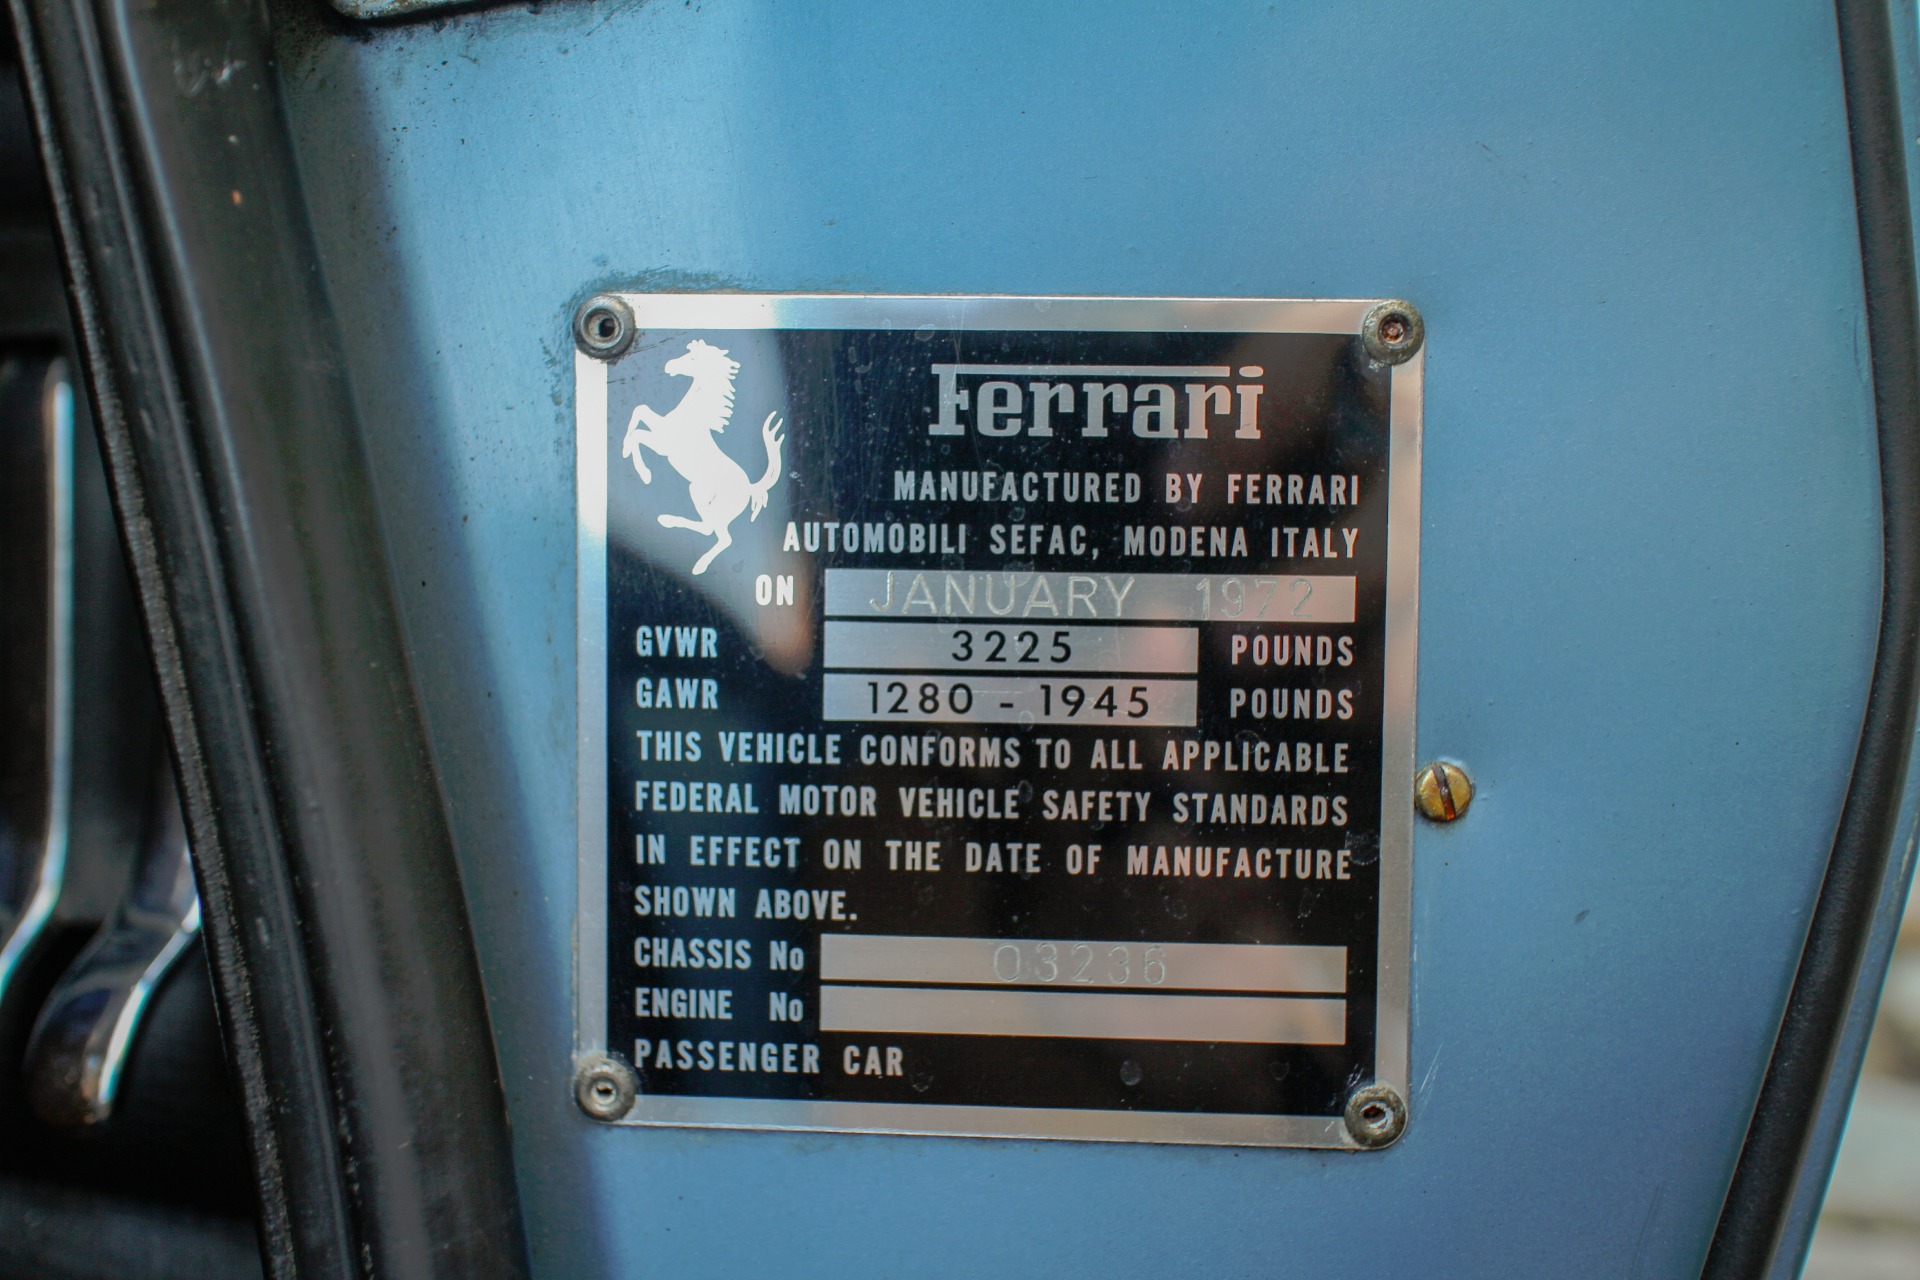 Ferrari
MANUFACTURED BY FERRARI
AUTOMOBILI SEFAC, MODENA ITALY
ON JANUARY 1972
GVWR 3225 POUNDS
GAWR 1280 - 1945 POUNDS
THIS VEHICLE CONFORMS TO ALL APPLICABLE
FEDERAL MOTOR VEHICLE SAFETY STANDARDS
IN EFFECT ON THE DATE OF MANUFACTURE
SHOWN ABOVE.
CHASSIS No 03236
ENGINE No
PASSENGER CAR